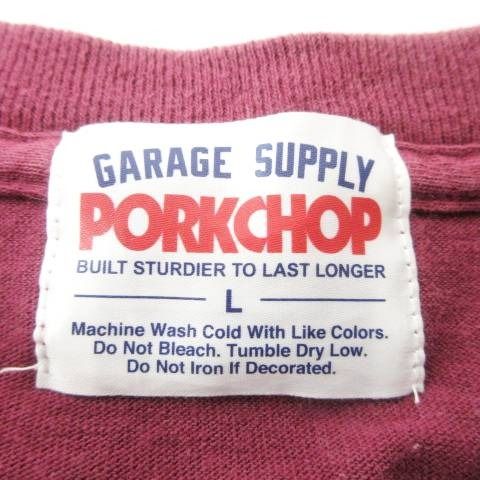 GARAGE SUPPLY
PORKCHOP
BUILT STURDIER TO LAST LONGER
L
Machine Wash Cold With Like Colors.
Do Not Bleach. Tumble Dry Low.
Do Not Iron If Decorated.